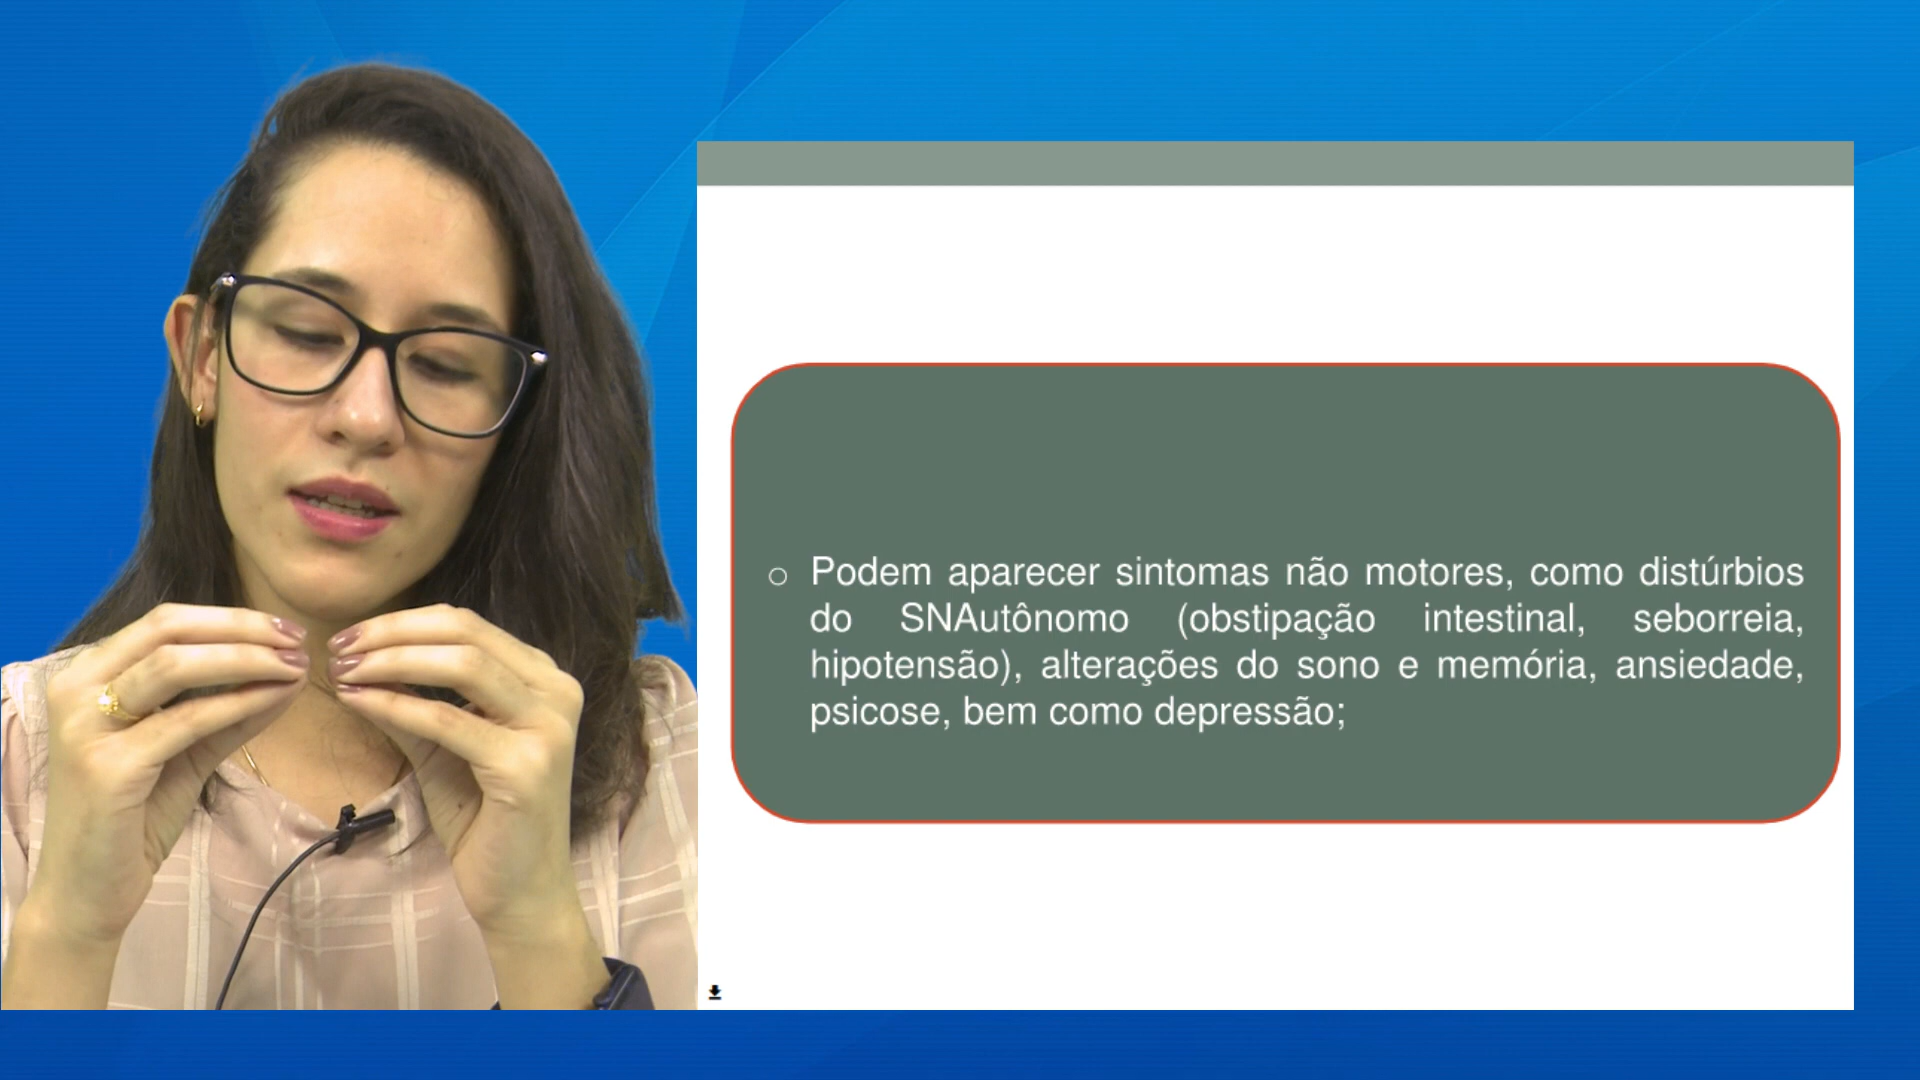 Podem aparecer sintomas não motores, como distúrbios
do SNAutônomo (obstipação intestinal, seborreia,
hipotensão), alterações do sono e memória, ansiedade,
psicose, bem como depressão;